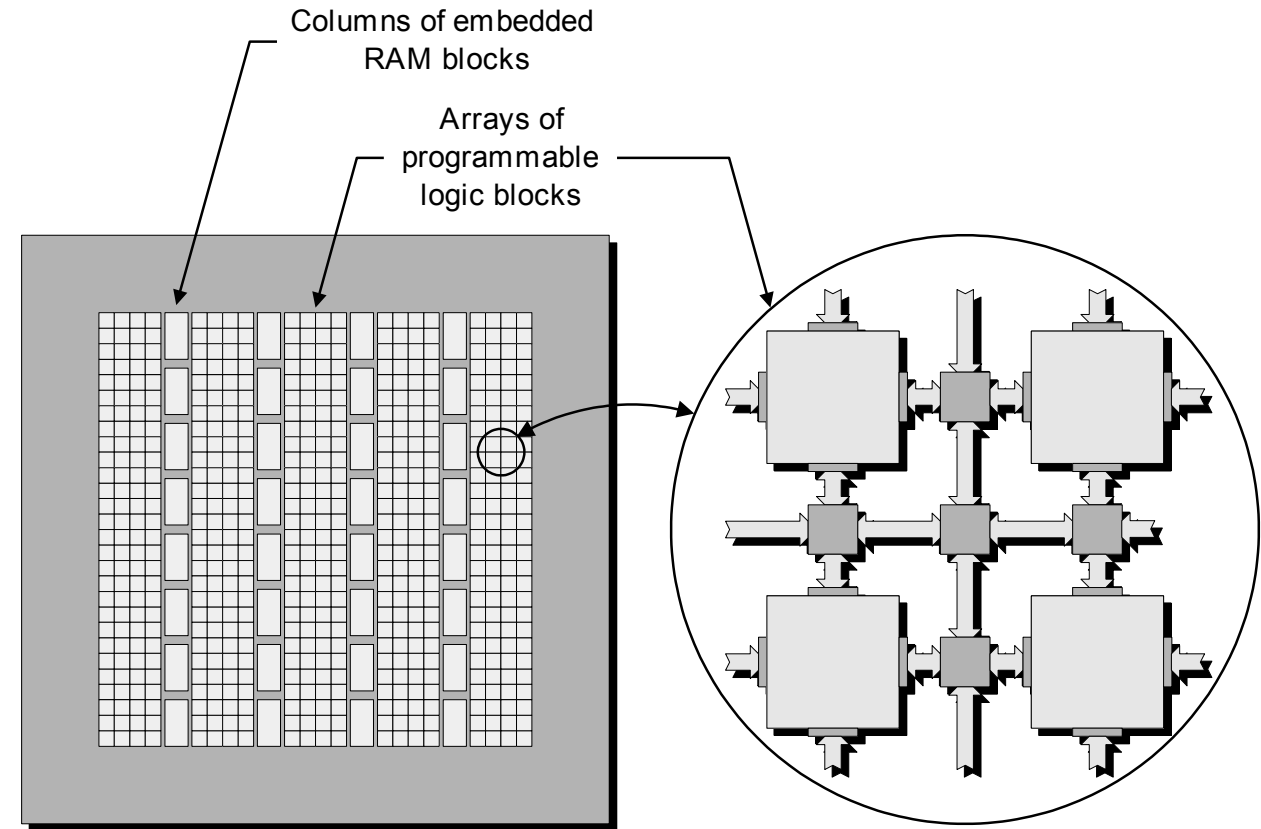 Columns of embedded
RAM blocks
Arrays of
programmable
logic blocks